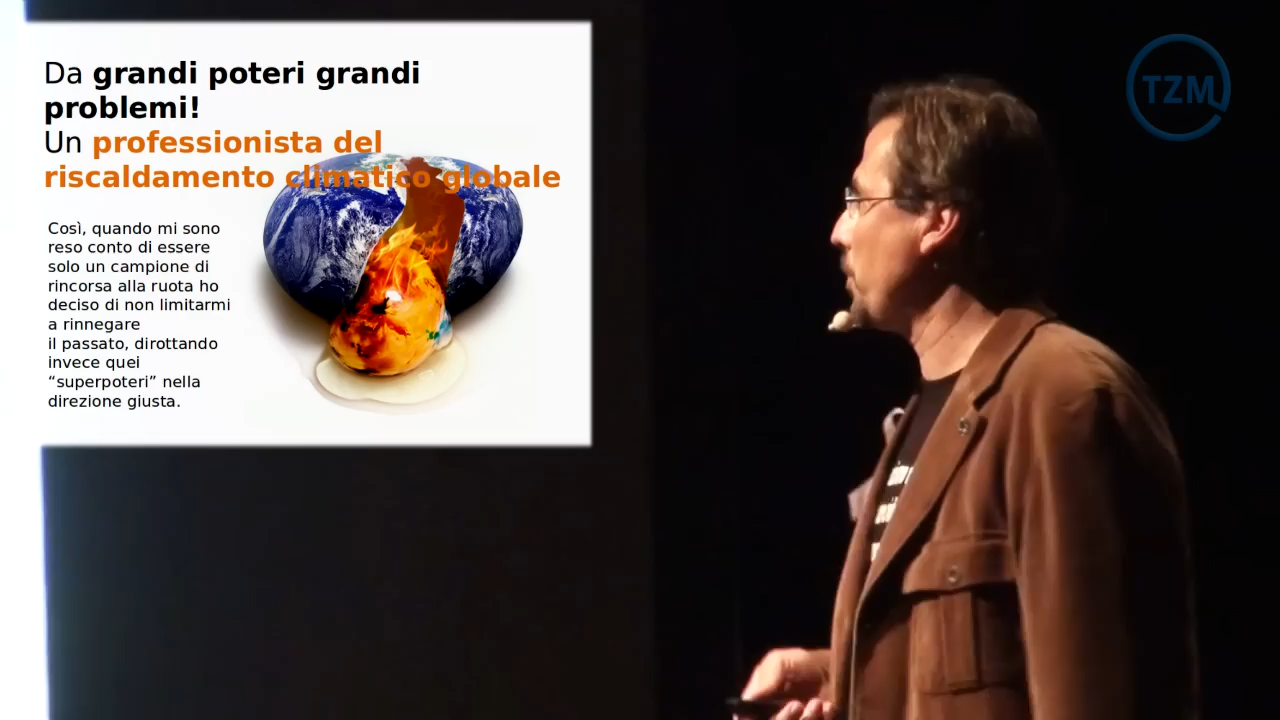 TZM
Da grandi poteri grandi
problemi!
Un professionista del
riscaldamento climatico globale
Così, quando mi sono
reso conto di essere
solo un campione di
rincorsa alla ruota ho
deciso di non limitarmi
a rinnegare
il passato, dirottando
invece quei
“superpoteri” nella
direzione giusta.